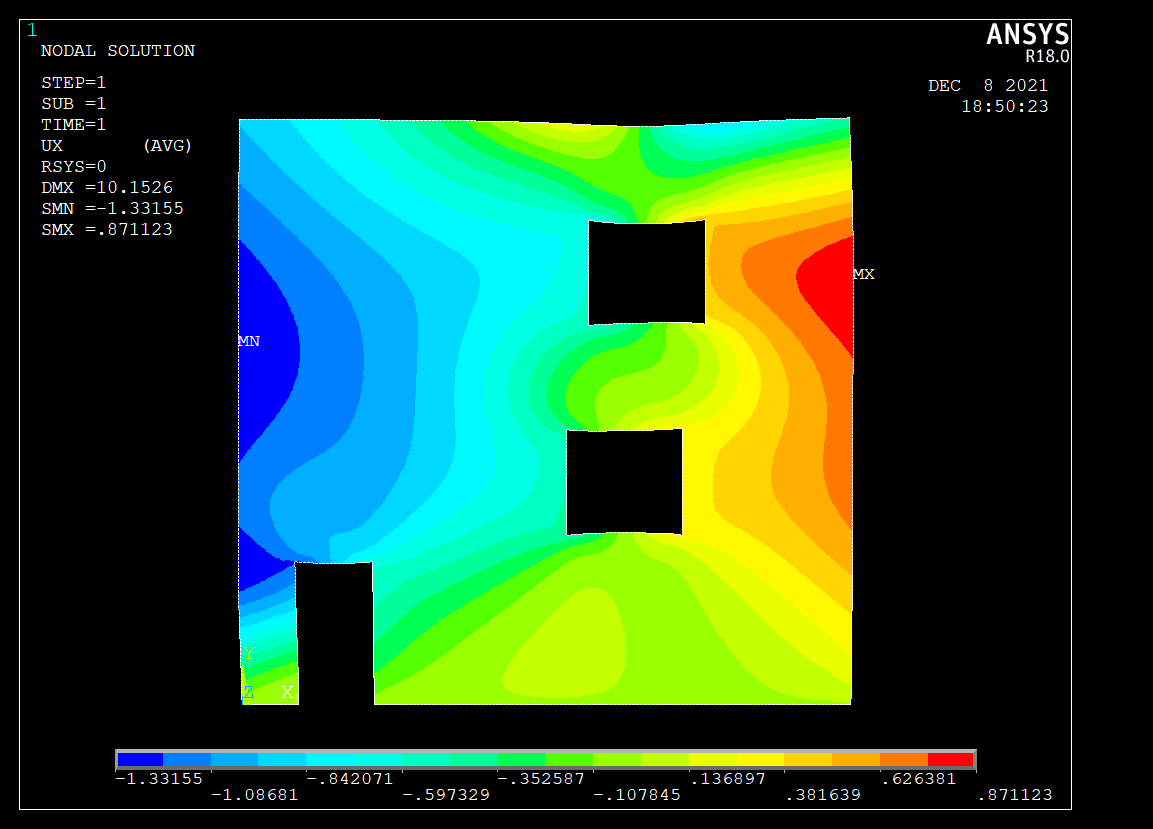 1
ANSYS
R18.0
NODAL SOLUTION
STEP=1
SUB =1
TIME=1
UX (AVG)
RSYS=0
DMX =10.1526
SMN =-1.33155
SMX =.871123
DEC 8 2021
18:50:23
MX
MN
Y
Z X
-1.33155 -.842071 -.352587 .136897 .626381
-1.08681 -.597329 -.107845 .381639 .871123